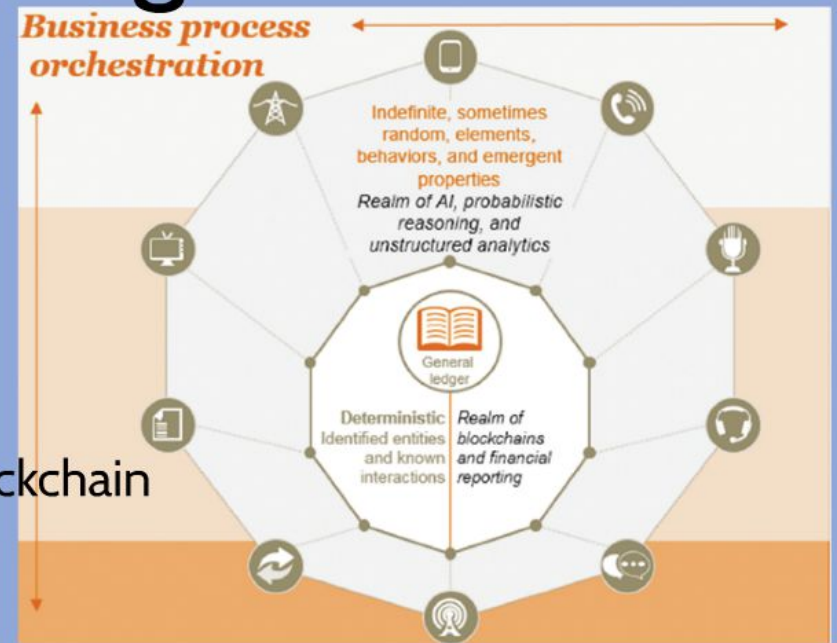 Business process
orchestration
Indefinite, sometimes
random, elements,
behaviors, and emergent
properties
Realm of AI, probabilistic
reasoning, and
unstructured analytics
General
ledger
Deterministic
Identified entities
and known
interactions
Realm of
blockchains
and financial
reporting
ckchain